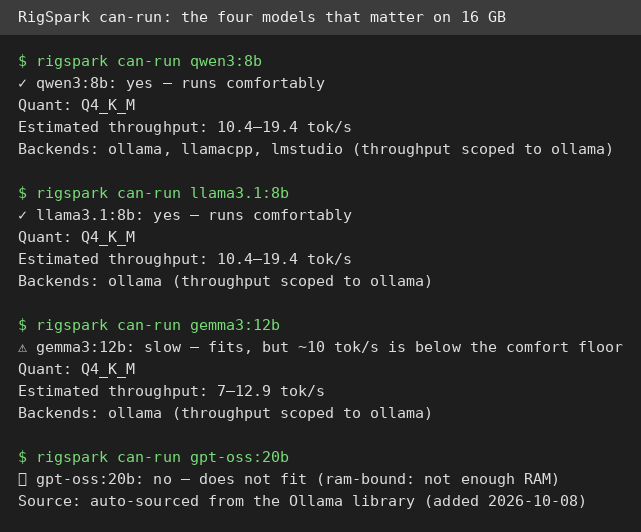 RigSpark can-run: the four models that matter on 16 GB
$ rigspark can-run qwen3:8b
✓ qwen3:8b: yes — runs comfortably
Quant: Q4_K_M
Estimated throughput: 10.4–19.4 tok/s
Backends: ollama, llamacpp, lmstudio (throughput scoped to ollama)
$ rigspark can-run llama3.1:8b
✓ llama3.1:8b: yes — runs comfortably
Quant: Q4_K_M
Estimated throughput: 10.4–19.4 tok/s
Backends: ollama (throughput scoped to ollama)
$ rigspark can-run gemma3:12b
⚠ gemma3:12b: slow — fits, but ~10 tok/s is below the comfort floor
Quant: Q4_K_M
Estimated throughput: 7–12.9 tok/s
Backends: ollama (throughput scoped to ollama)
$ rigspark can-run gpt-oss:20b
gpt-oss:20b: no — does not fit (ram-bound: not enough RAM)
Source: auto-sourced from the Ollama library (added 2026-10-08)